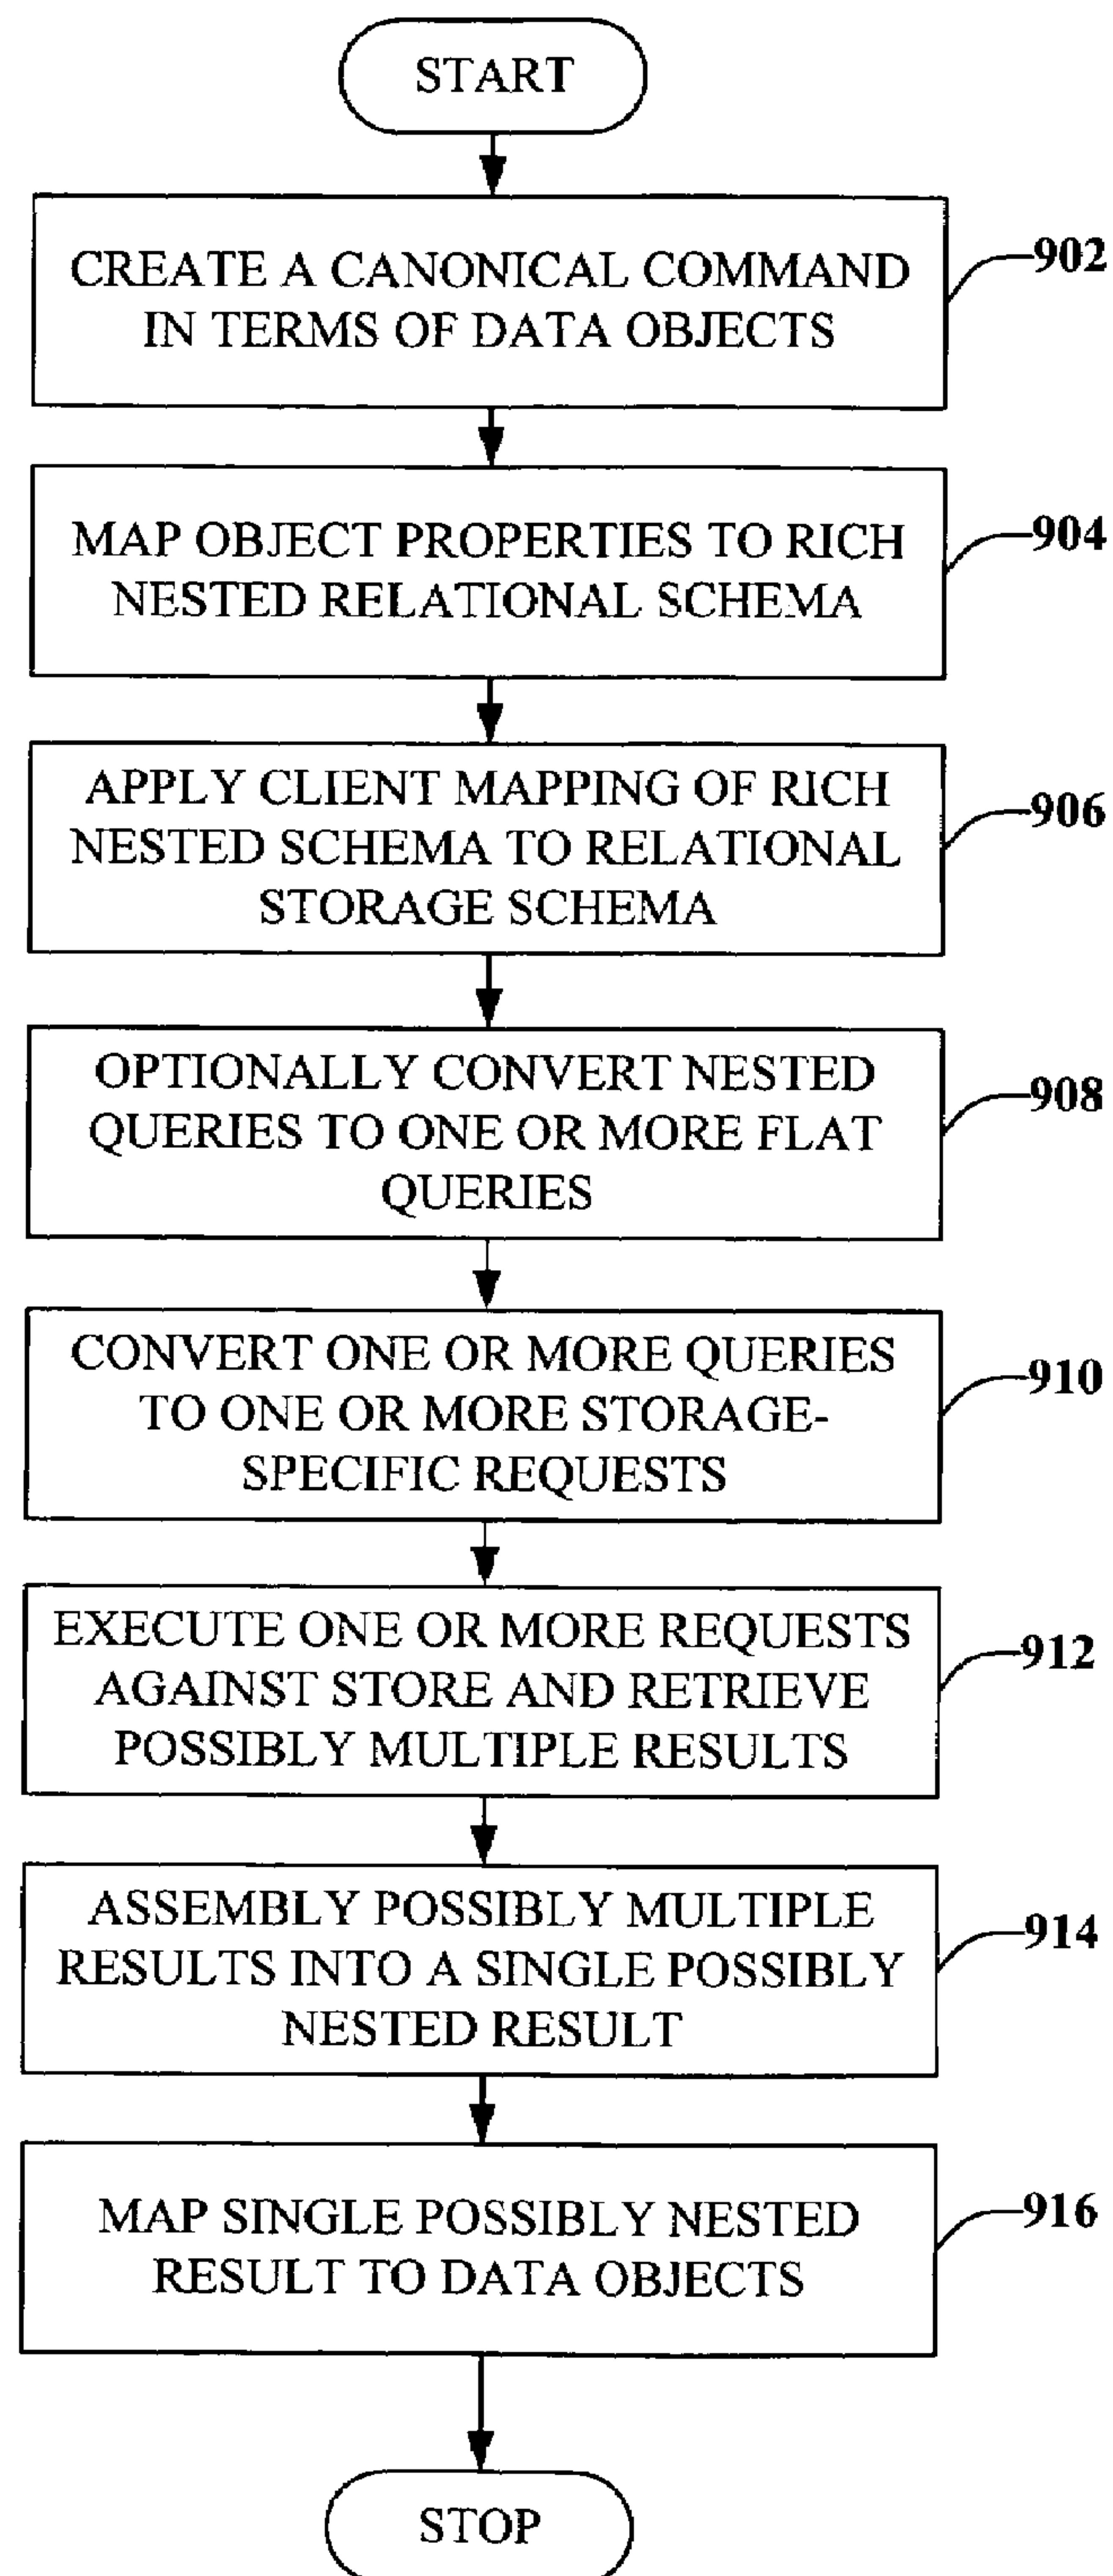 START
CREATE A CANONICAL COMMAND
IN TERMS OF DATA OBJECTS
902
MAP OBJECT PROPERTIES TO RICH
NESTED RELATIONAL SCHEMA
904
APPLY CLIENT MAPPING OF RICH
NESTED SCHEMA TO RELATIONAL
STORAGE SCHEMA
906
OPTIONALLY CONVERT NESTED
QUERIES TO ONE OR MORE FLAT
QUERIES
908
CONVERT ONE OR MORE QUERIES
TO ONE OR MORE STORAGE-
SPECIFIC REQUESTS
910
EXECUTE ONE OR MORE REQUESTS
AGAINST STORE AND RETRIEVE
POSSIBLY MULTIPLE RESULTS
912
ASSEMBLY POSSIBLY MULTIPLE
RESULTS INTO A SINGLE POSSIBLY
NESTED RESULT
914
MAP SINGLE POSSIBLY NESTED
RESULT TO DATA OBJECTS
916
STOP